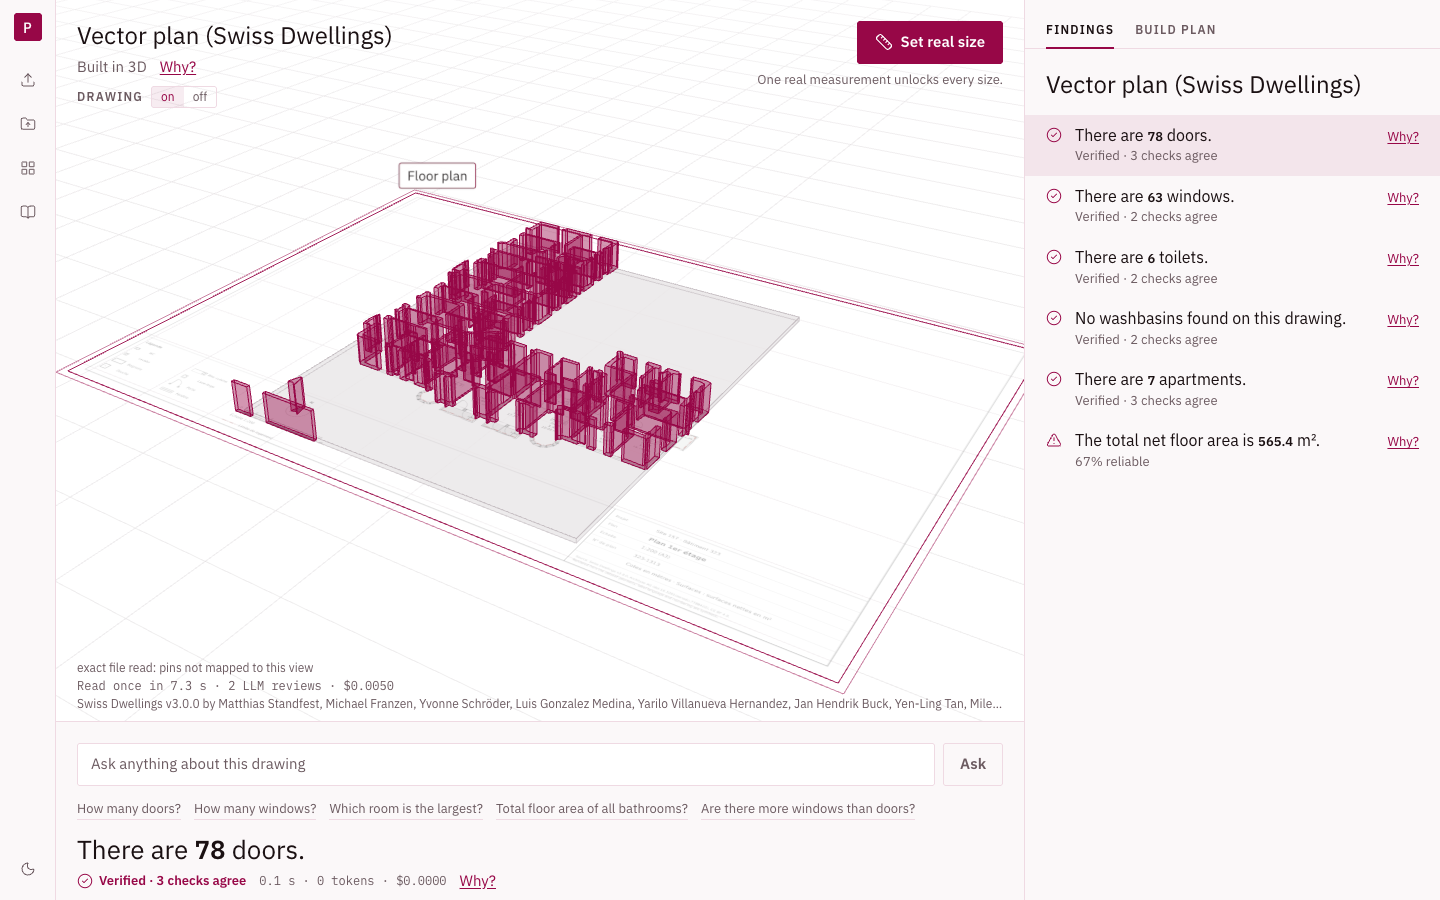 P
Vector plan (Swiss Dwellings)
Built in 3D Why?
DRAWING on off
Set real size
One real measurement unlocks every size.
Floor plan
Plan 1er étage
exact file read: pins not mapped to this view
Read once in 7.3 s · 2 LLM reviews · $0.0050
Swiss Dwellings v3.0.0 by Matthias Standfest, Michael Franzen, Yvonne Schröder, Luis Gonzalez Medina, Yarilo Villanueva Hernandez, Jan Hendrik Buck, Yen-Ling Tan, Mile...
Ask anything about this drawing
Ask
How many doors? How many windows? Which room is the largest? Total floor area of all bathrooms? Are there more windows than doors?
There are 78 doors.
Verified · 3 checks agree 0.1 s · 0 tokens · $0.0000 Why?
FINDINGS BUILD PLAN
Vector plan (Swiss Dwellings)
There are 78 doors. Why?
Verified · 3 checks agree
There are 63 windows. Why?
Verified · 2 checks agree
There are 6 toilets. Why?
Verified · 2 checks agree
No washbasins found on this drawing. Why?
Verified · 2 checks agree
There are 7 apartments. Why?
Verified · 3 checks agree
The total net floor area is 565.4 m². Why?
67% reliable